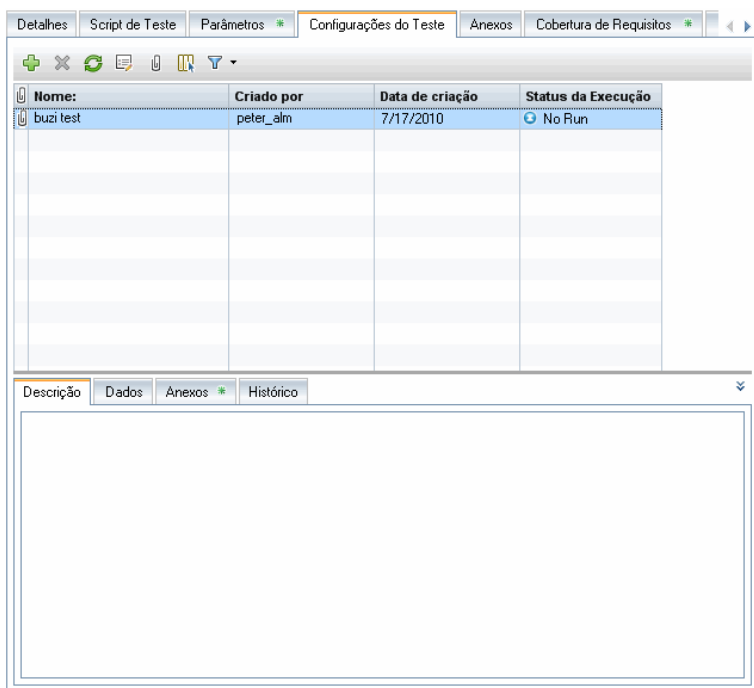 Detalhes Script de Teste Parâmetros * Configurações do Teste Anexos Cobertura de Requisitos *
Nome: Criado por Data de criação Status da Execução
buzi test peter_alm 7/17/2010 No Run
Descrição Dados Anexos * Histórico